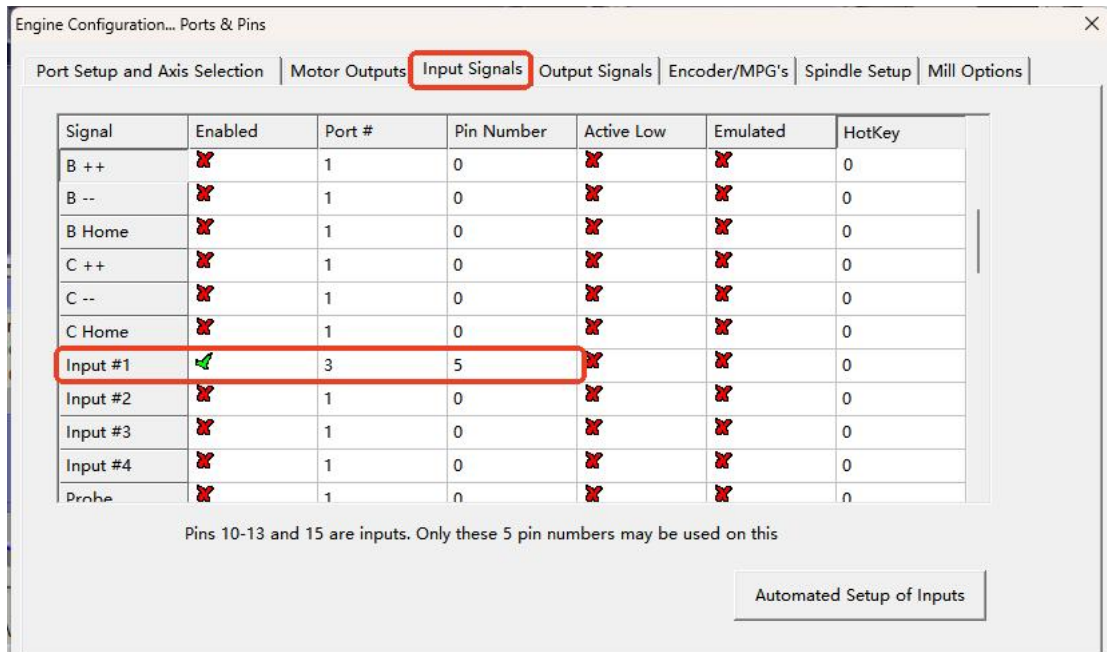 Engine Configuration... Ports & Pins
Port Setup and Axis Selection Motor Outputs Input Signals Output Signals Encoder/MPG's Spindle Setup Mill Options
Signal Enabled Port # Pin Number Active Low Emulated HotKey
B ++ 1 0 0
B -- 1 0 0
B Home 1 0 0
C ++ 1 0 0
C -- 1 0 0
C Home 1 0 0
Input #1 3 5 0
Input #2 1 0 0
Input #3 1 0 0
Input #4 1 0 0
Probe 1 0 0
Pins 10-13 and 15 are inputs. Only these 5 pin numbers may be used on this
Automated Setup of Inputs